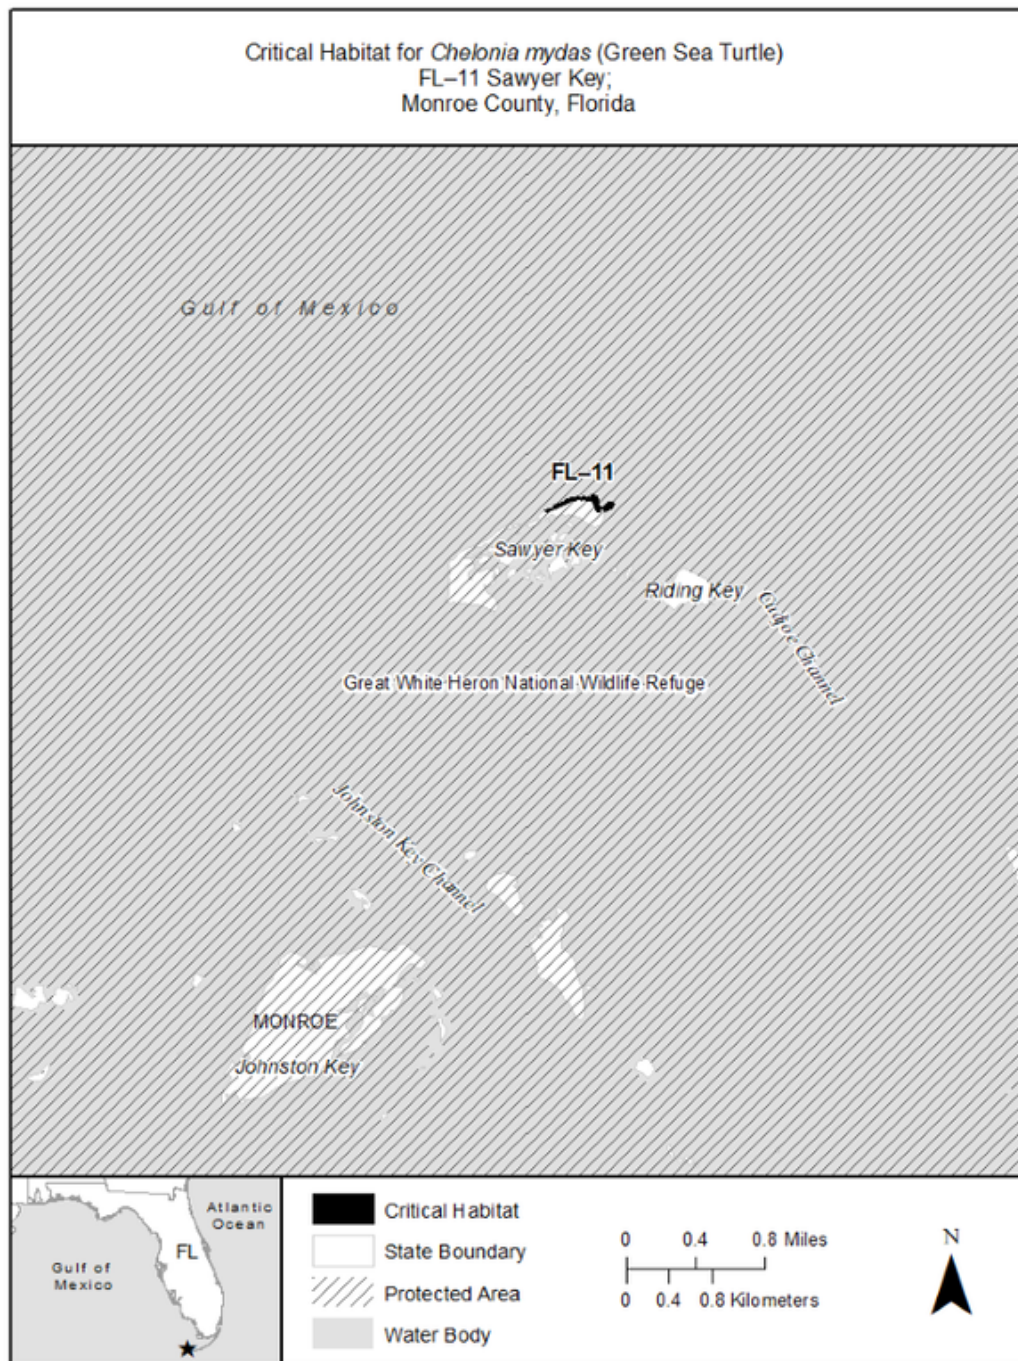 Critical Habitat for Chelonia mydas (Green Sea Turtle)
FL–11 Sawyer Key;
Monroe County, Florida
Gulf of Mexico
FL–11
Sawyer Key
Riding Key
Cudjoe Channel
Great White Heron National Wildlife Refuge
Johnston Key Channel
MONROE
Johnston Key
Atlantic
Ocean
FL
Gulf of
Mexico
Critical Habitat
State Boundary
Protected Area
Water Body
0 0.4 0.8 Miles
0 0.4 0.8 Kilometers
N